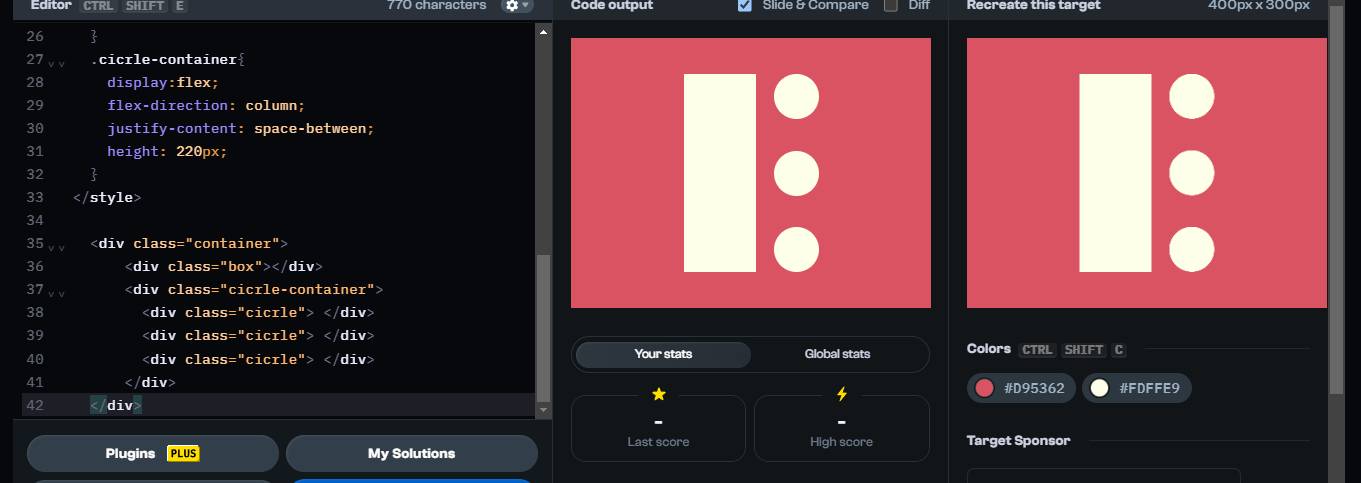 Editor CTRL SHIFT E 770 characters
26 }
27 .cicrle-container{
28 display:flex;
29 flex-direction: column;
30 justify-content: space-between;
31 height: 220px;
32 }
33 </style>
34
35 <div class="container">
36 <div class="box"></div>
37 <div class="cicrle-container">
38 <div class="cicrle"> </div>
39 <div class="cicrle"> </div>
40 <div class="cicrle"> </div>
41 </div>
42 </div>
Plugins PLUS
My Solutions
Code output Slide & Compare Diff
Your stats Global stats
- -
Last score High score
Recreate this target 400px x 300px
Colors CTRL SHIFT C
#D95362 #FDFFE9
Target Sponsor